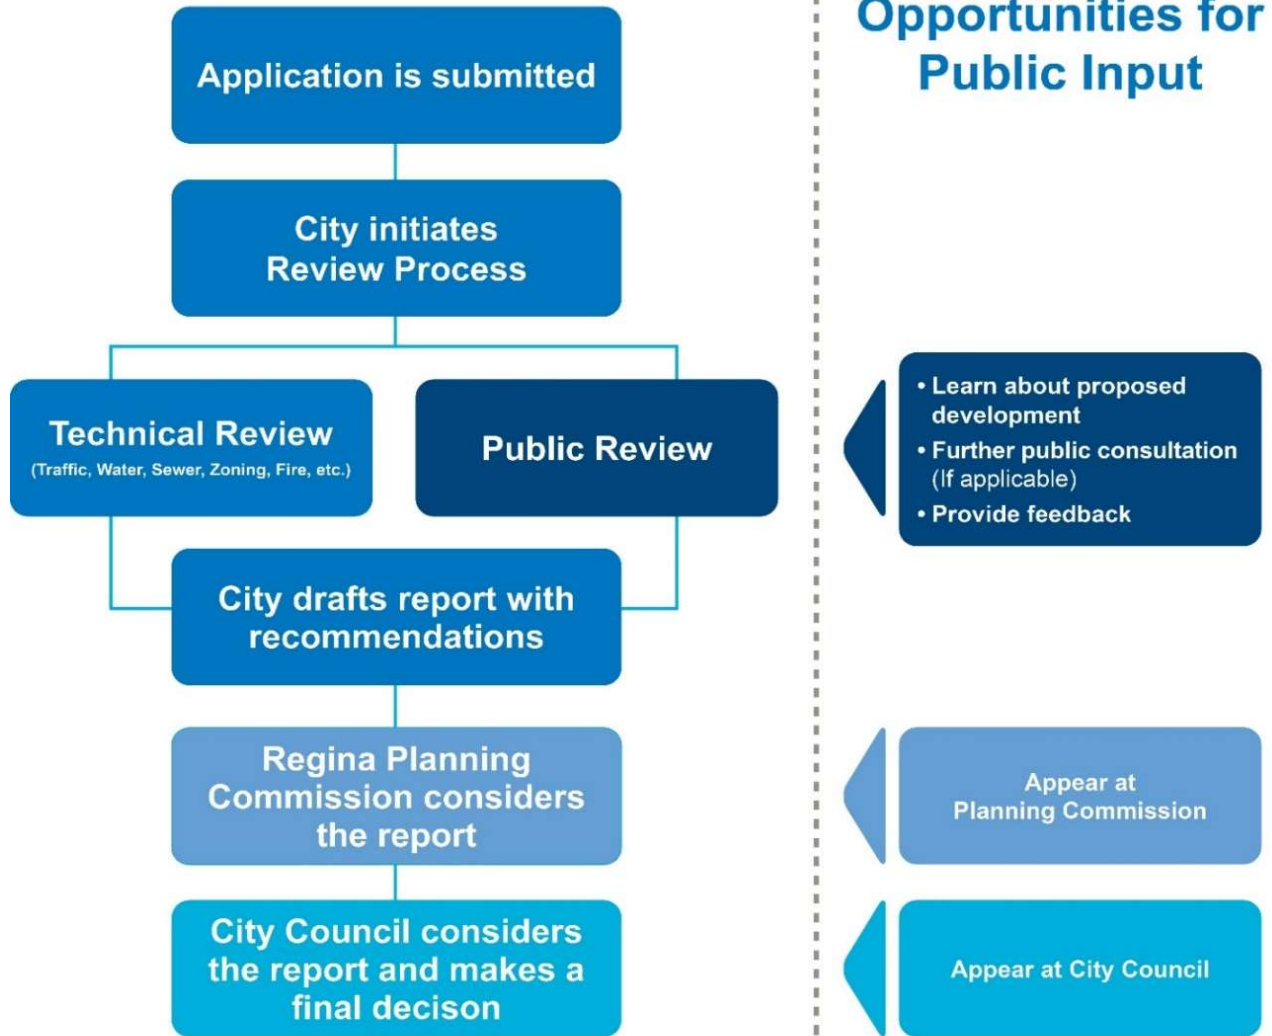 Opportunities for
Public Input
Application is submitted
City initiates
Review Process
Technical Review
(Traffic, Water, Sewer, Zoning, Fire, etc.)
Public Review
• Learn about proposed
development
• Further public consultation
(If applicable)
• Provide feedback
City drafts report with
recommendations
Regina Planning
Commission considers
the report
Appear at
Planning Commission
City Council considers
the report and makes a
final decison
Appear at City Council